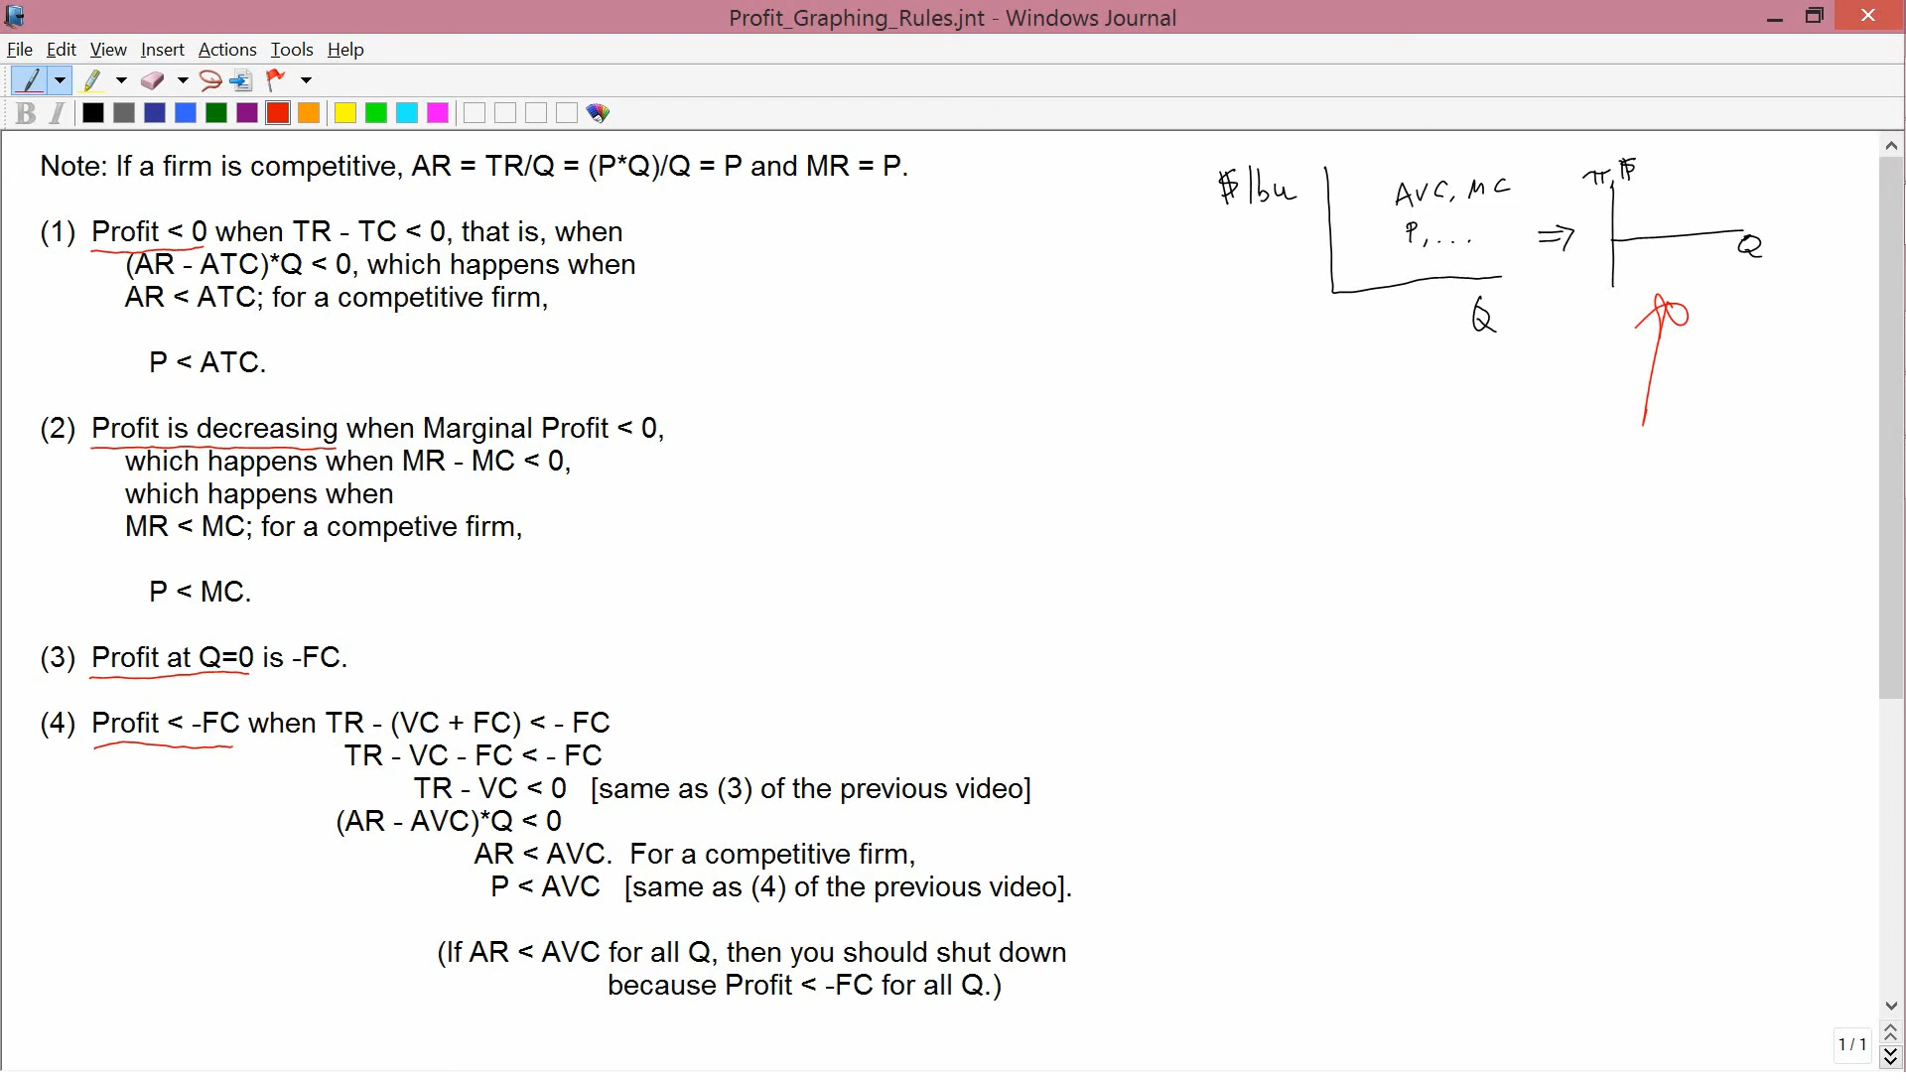 Profit_Graphing_Rules.jnt - Windows Journal
File Edit View Insert Actions Tools Help
B I
Note: If a firm is competitive, AR = TR/Q = (P*Q)/Q = P and MR = P.
(1) Profit < 0 when TR - TC < 0, that is, when
(AR - ATC)*Q < 0, which happens when
AR < ATC; for a competitive firm,
P < ATC.
(2) Profit is decreasing when Marginal Profit < 0,
which happens when MR - MC < 0,
which happens when
MR < MC; for a competive firm,
P < MC.
(3) Profit at Q=0 is -FC.
(4) Profit < -FC when TR - (VC + FC) < - FC
TR - VC - FC < - FC
TR - VC < 0 [same as (3) of the previous video]
(AR - AVC)*Q < 0
AR < AVC. For a competitive firm,
P < AVC [same as (4) of the previous video].
(If AR < AVC for all Q, then you should shut down
because Profit < -FC for all Q.)
$/bu
AVC, MC
P, ...
Q
⇒
π, $
Q
1 / 1